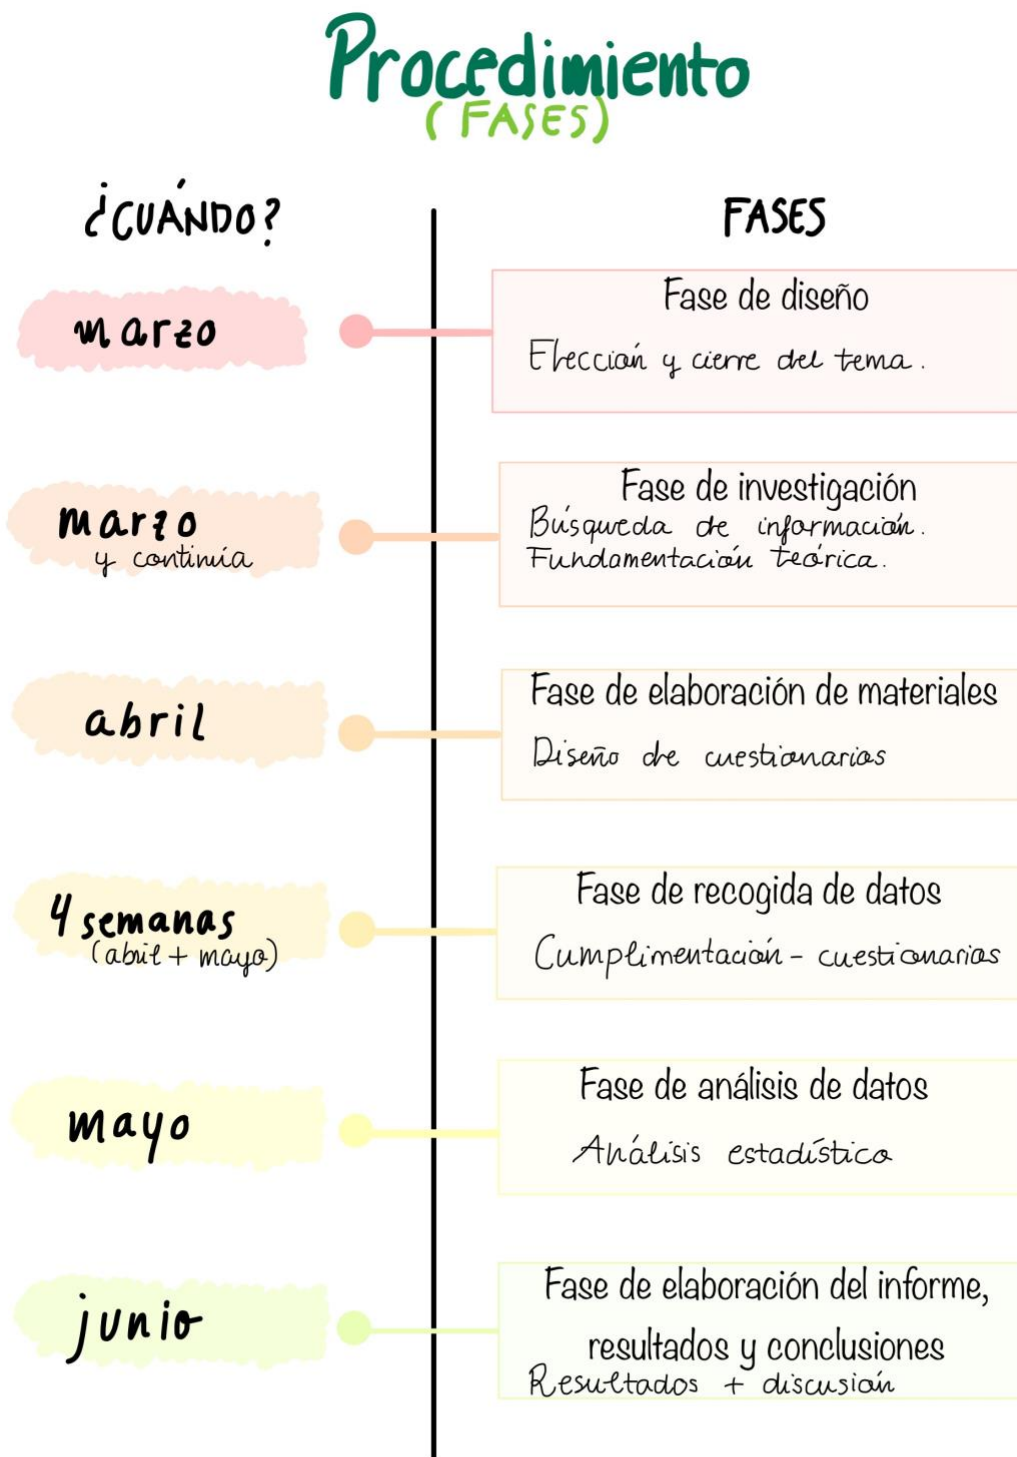 Procedimiento
(FASES)
¿CUÁNDO?
FASES
marzo
Fase de diseño
Elección y cierre del tema.
marzo
y continúa
Fase de investigación
Búsqueda de información.
Fundamentación teórica.
abril
Fase de elaboración de materiales
Diseño de cuestionarios
4 semanas
(abril + mayo)
Fase de recogida de datos
Cumplimentación - cuestionarios
mayo
Fase de análisis de datos
Análisis estadístico
junio
Fase de elaboración del informe,
resultados y conclusiones
Resultados + discusión